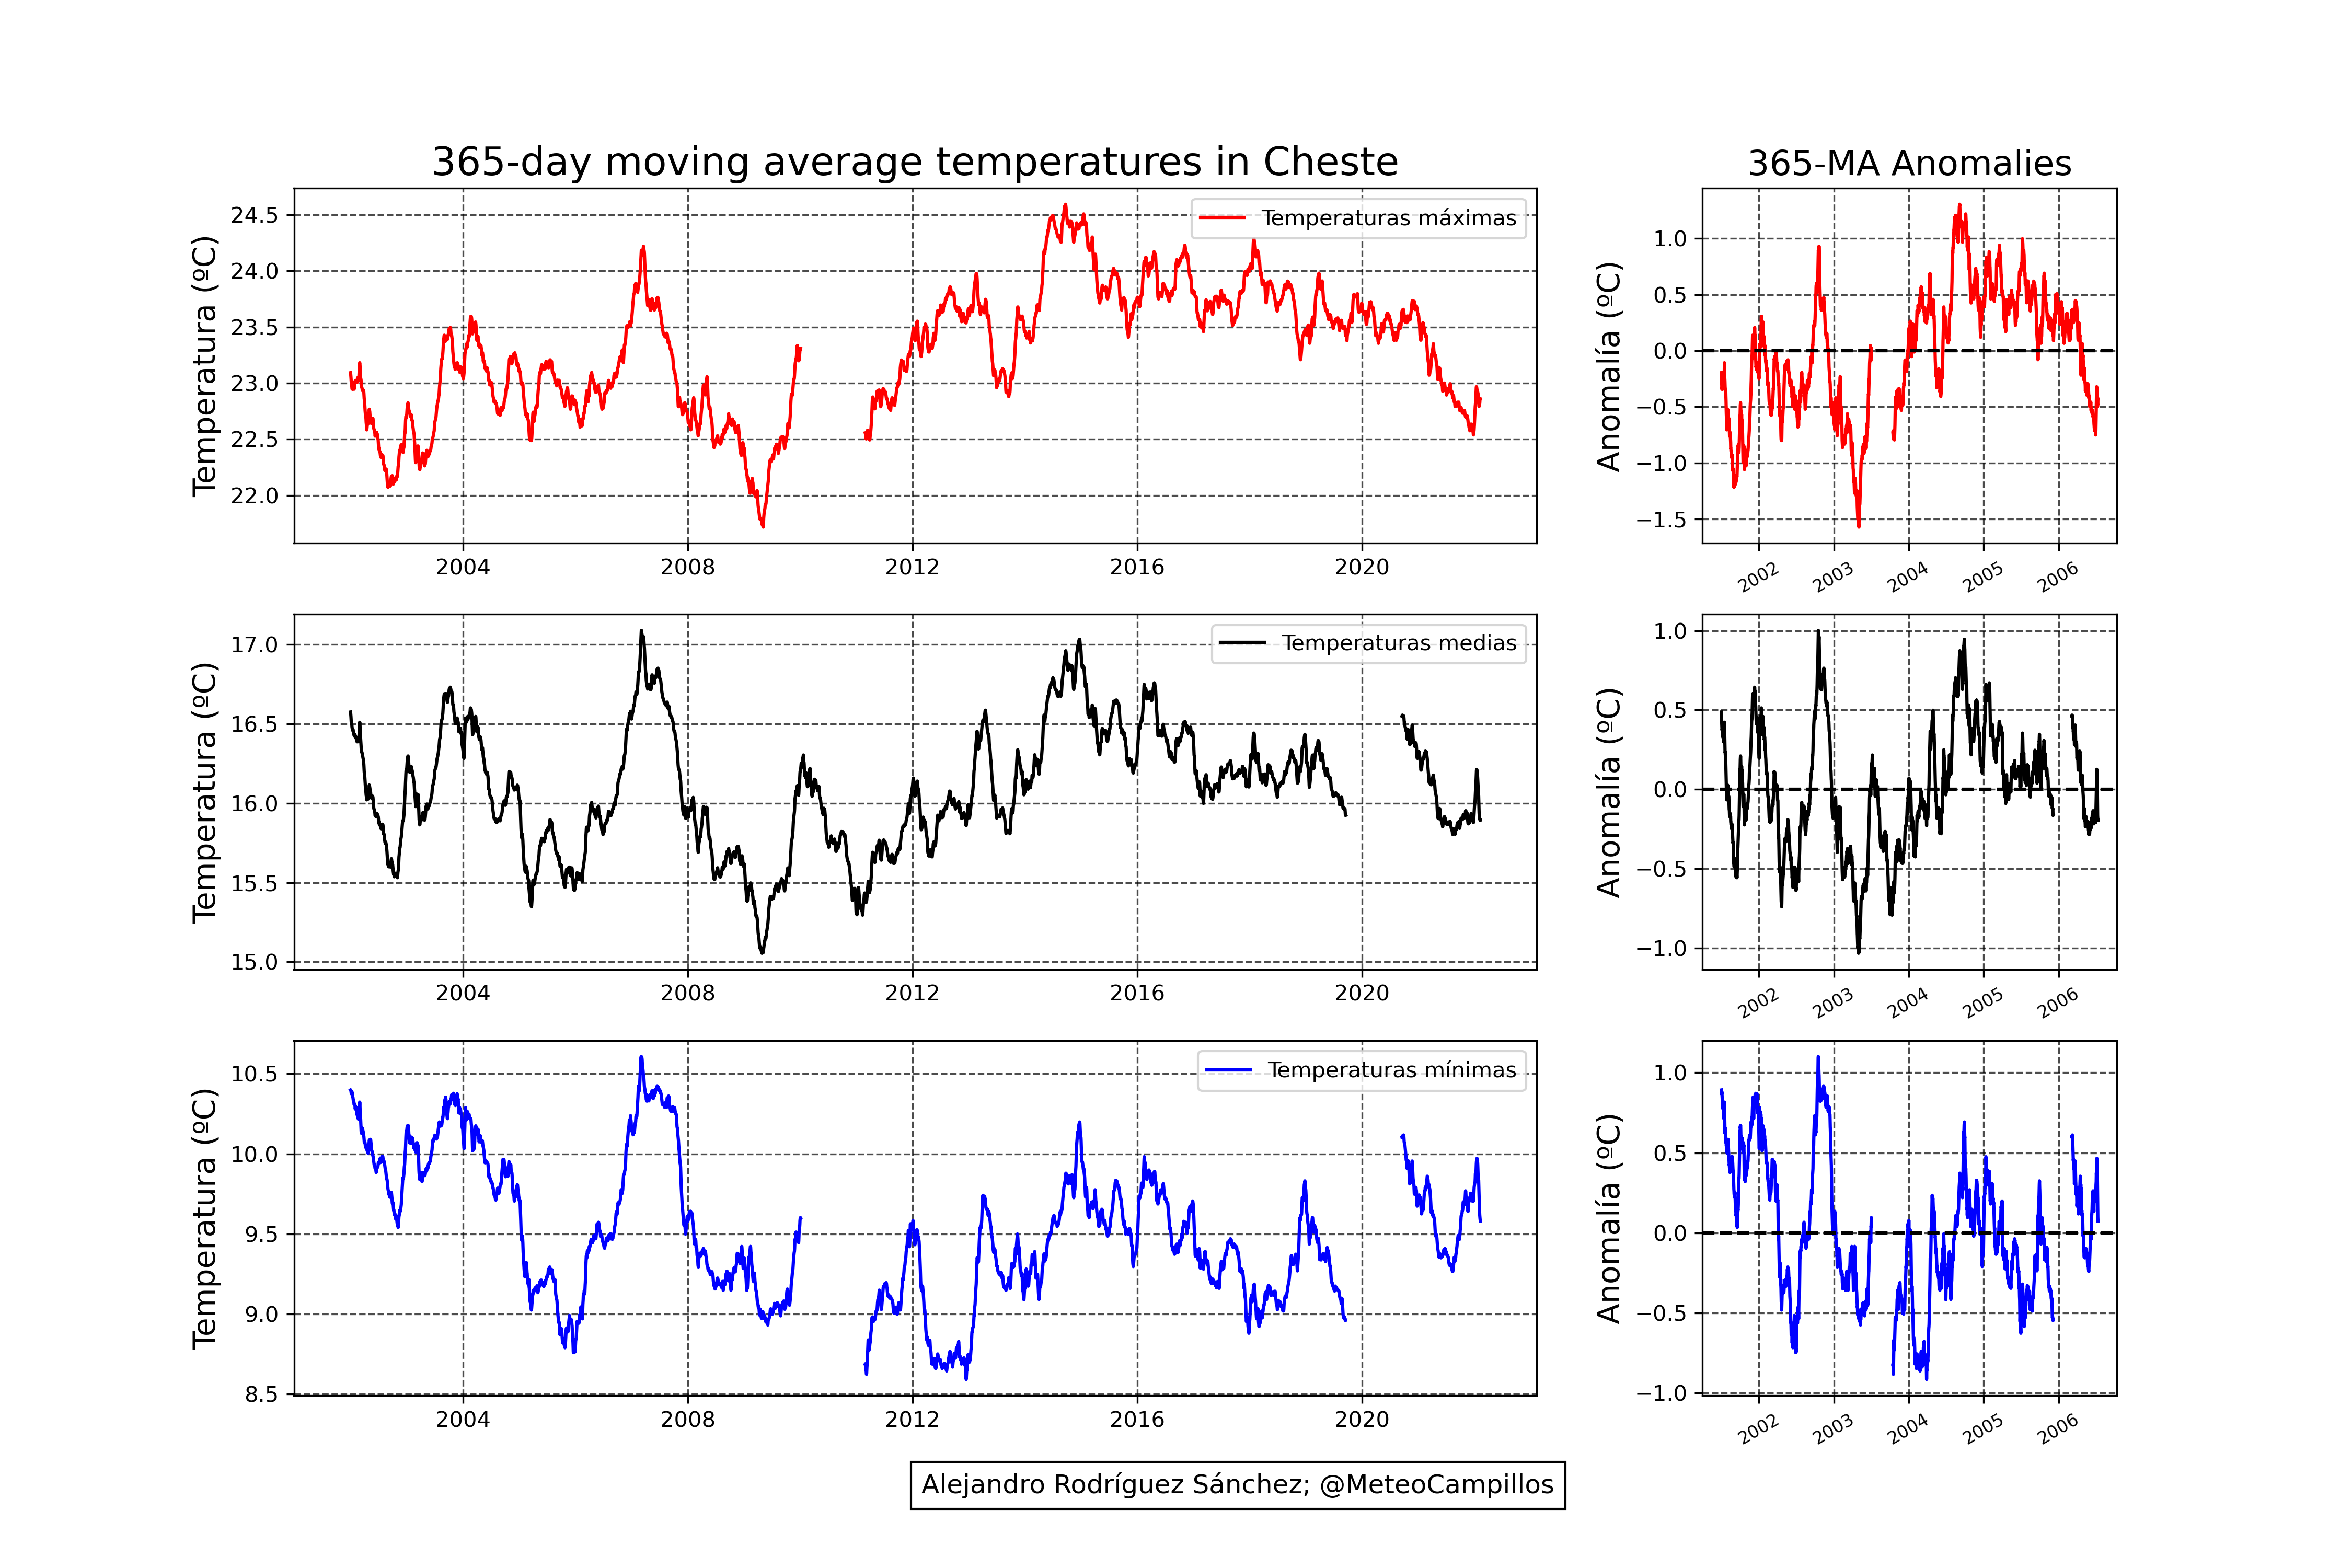 365-day moving average temperatures in Cheste
365-MA Anomalies
Temperatura (ºC)
24.5
24.0
23.5
23.0
22.5
22.0
Temperaturas máximas
2004 2008 2012 2016 2020
Anomalía (ºC)
1.0
0.5
0.0
−0.5
−1.0
−1.5
2002 2003 2004 2005 2006
Temperatura (ºC)
17.0
16.5
16.0
15.5
15.0
Temperaturas medias
2004 2008 2012 2016 2020
Anomalía (ºC)
1.0
0.5
0.0
−0.5
−1.0
2002 2003 2004 2005 2006
Temperatura (ºC)
10.5
10.0
9.5
9.0
8.5
Temperaturas mínimas
2004 2008 2012 2016 2020
Anomalía (ºC)
1.0
0.5
0.0
−0.5
−1.0
2002 2003 2004 2005 2006
Alejandro Rodríguez Sánchez; @MeteoCampillos